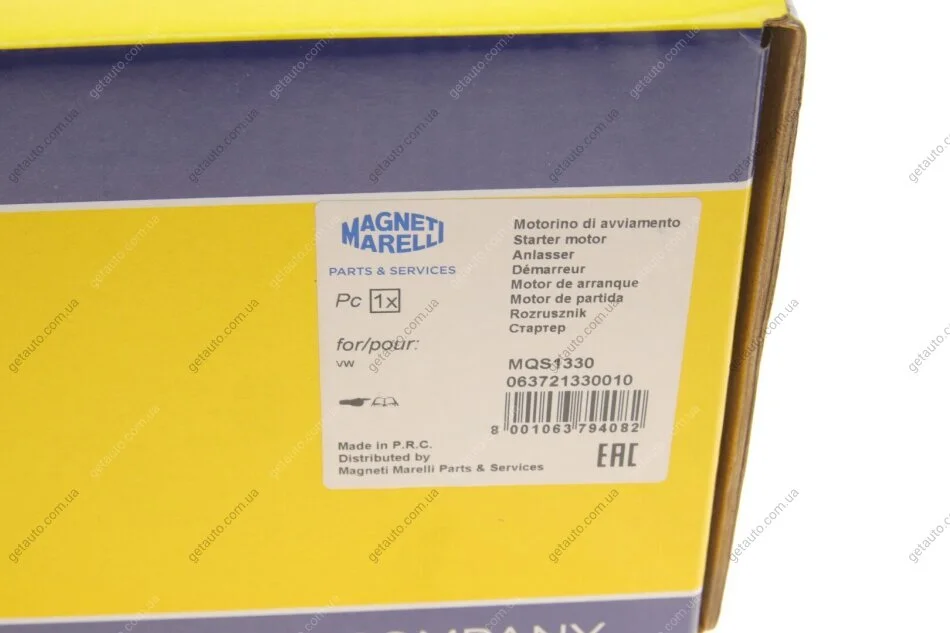 MAGNETI
MARELLI
PARTS & SERVICES
Pc 1x
for/pour:
VW
Made in P.R.C.
Distributed by
Magneti Marelli Parts & Services
Motorino di avviamento
Starter motor
Anlasser
Démarreur
Motor de arranque
Motor de partida
Rozrusznik
Стартер
MQS1330
063721330010
8 001063 794082
EAC
COMPANY
getauto.com.ua